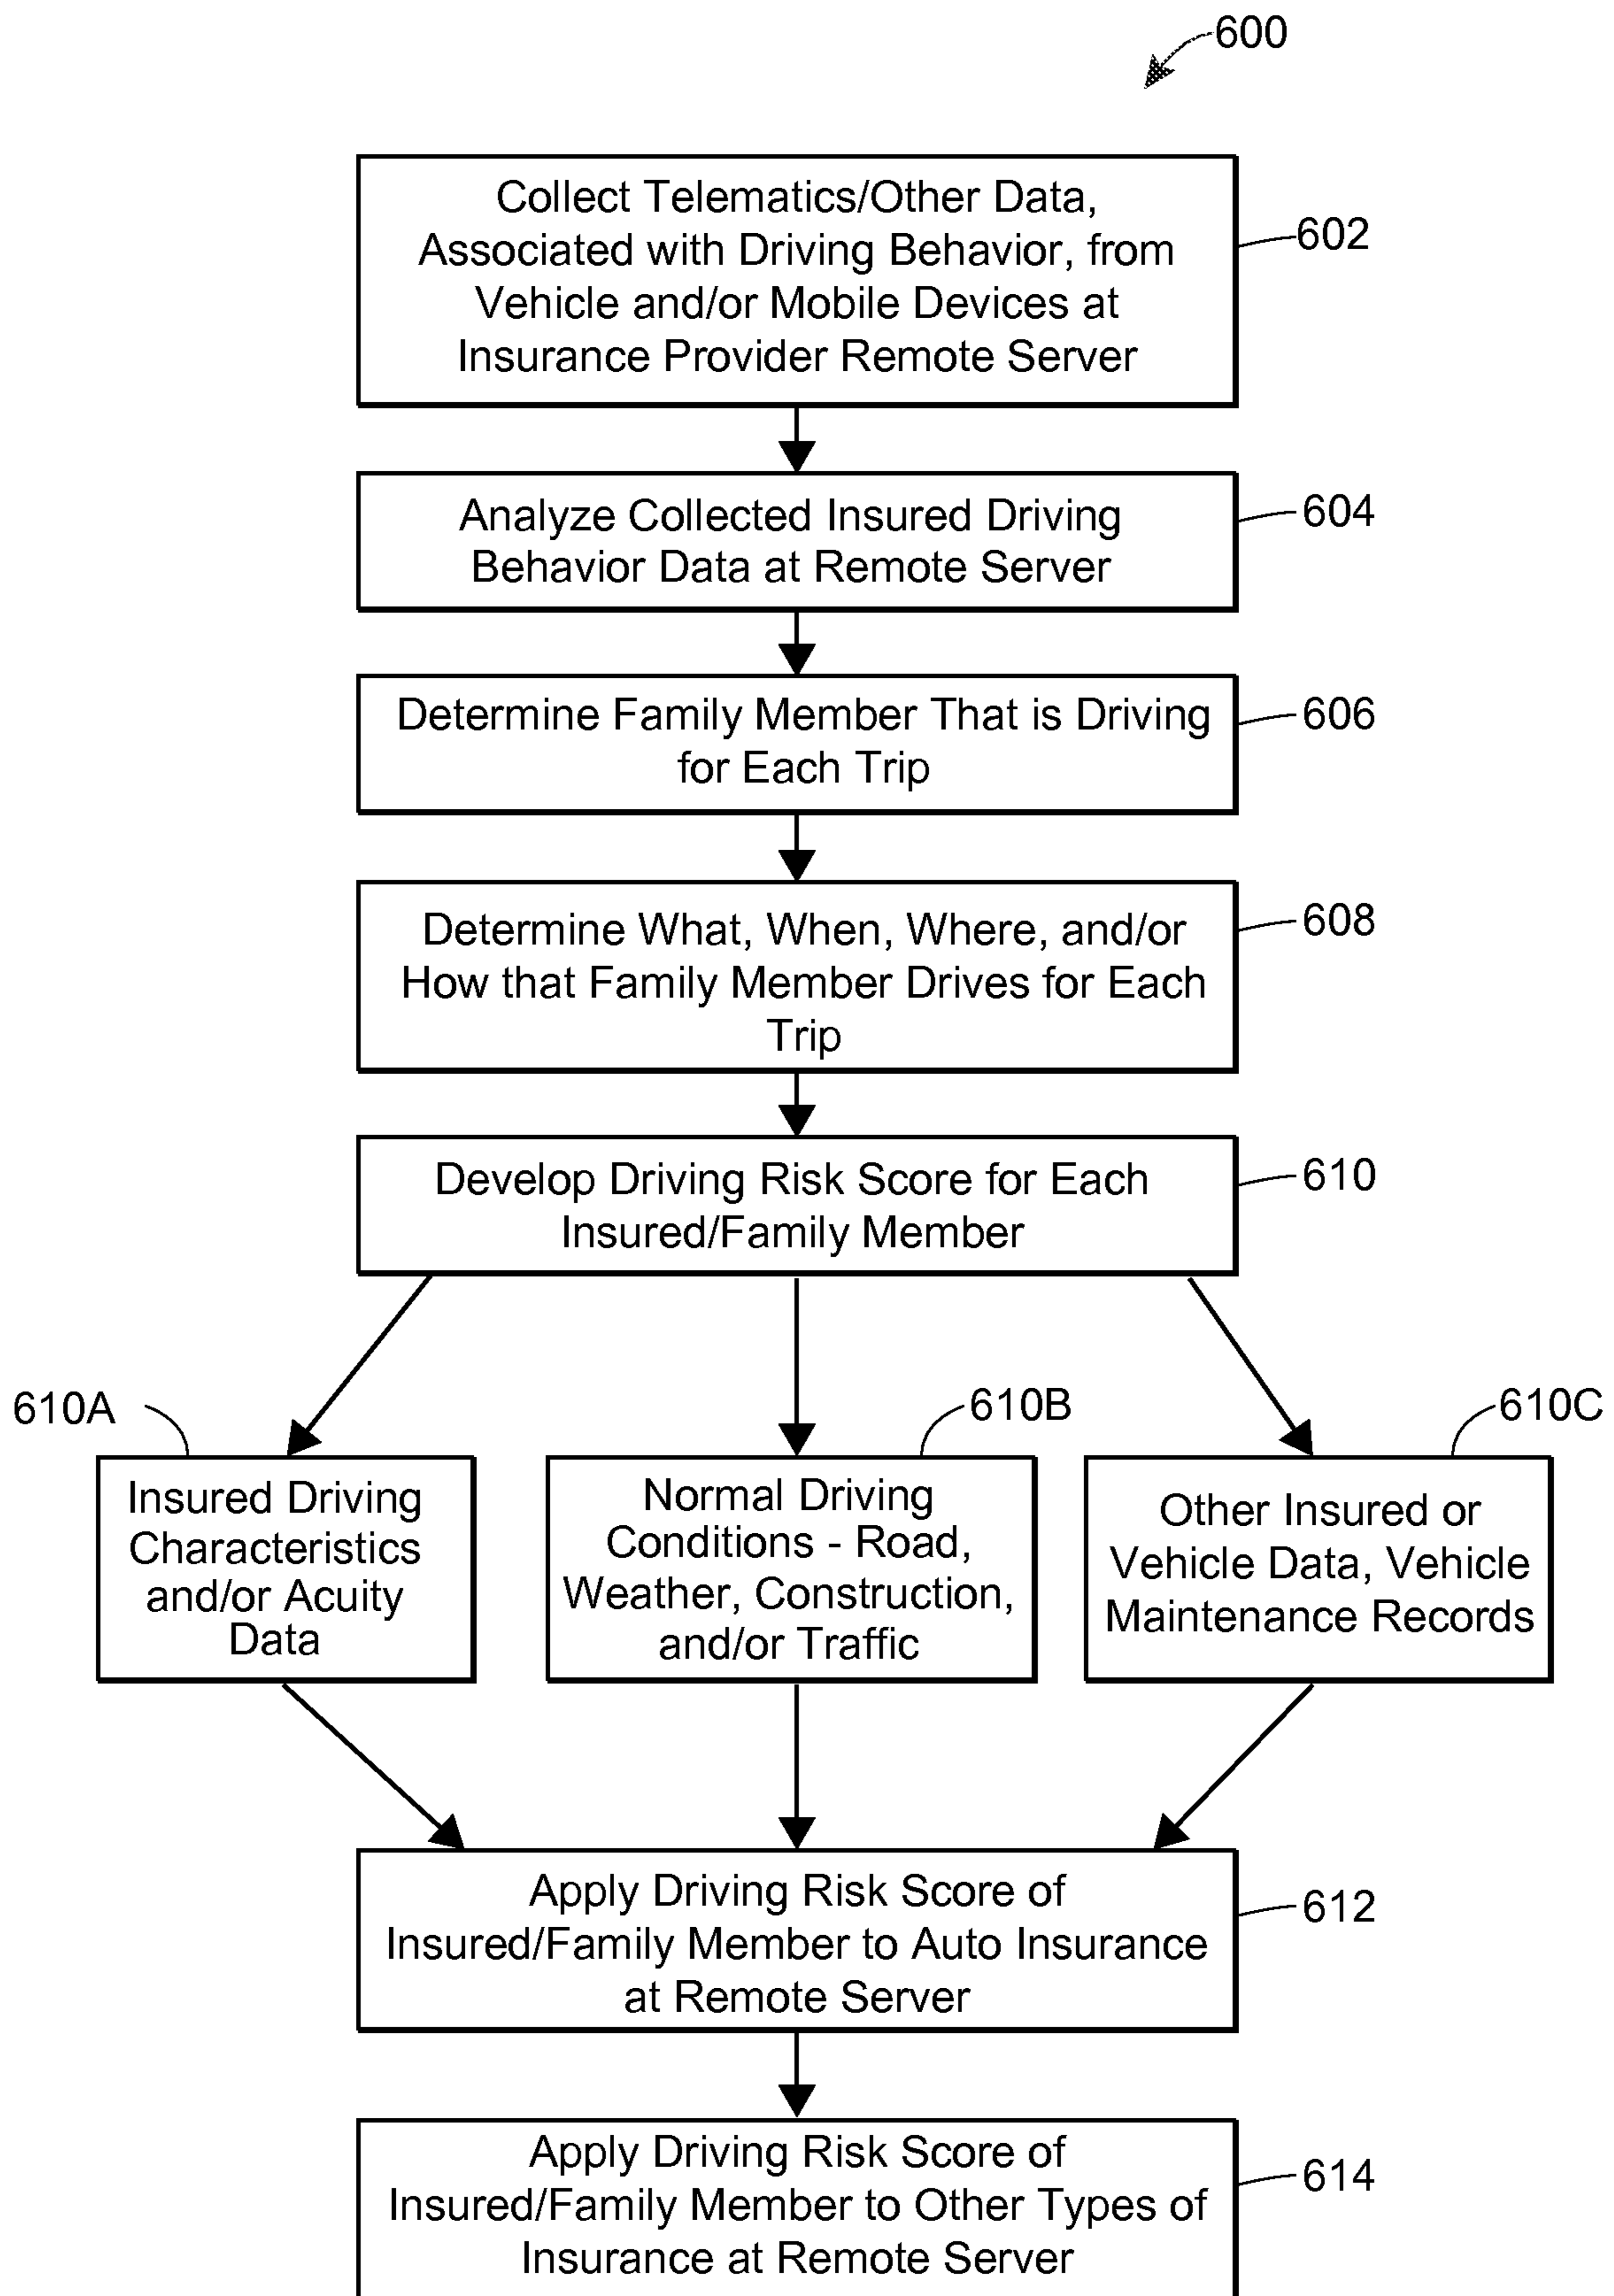 600
Collect Telematics/Other Data,
Associated with Driving Behavior, from
Vehicle and/or Mobile Devices at
Insurance Provider Remote Server
602
Analyze Collected Insured Driving
Behavior Data at Remote Server
604
Determine Family Member That is Driving
for Each Trip
606
Determine What, When, Where, and/or
How that Family Member Drives for Each
Trip
608
Develop Driving Risk Score for Each
Insured/Family Member
610
610A
Insured Driving
Characteristics
and/or Acuity
Data
610B
Normal Driving
Conditions - Road,
Weather, Construction,
and/or Traffic
610C
Other Insured or
Vehicle Data, Vehicle
Maintenance Records
Apply Driving Risk Score of
Insured/Family Member to Auto Insurance
at Remote Server
612
Apply Driving Risk Score of
Insured/Family Member to Other Types of
Insurance at Remote Server
614